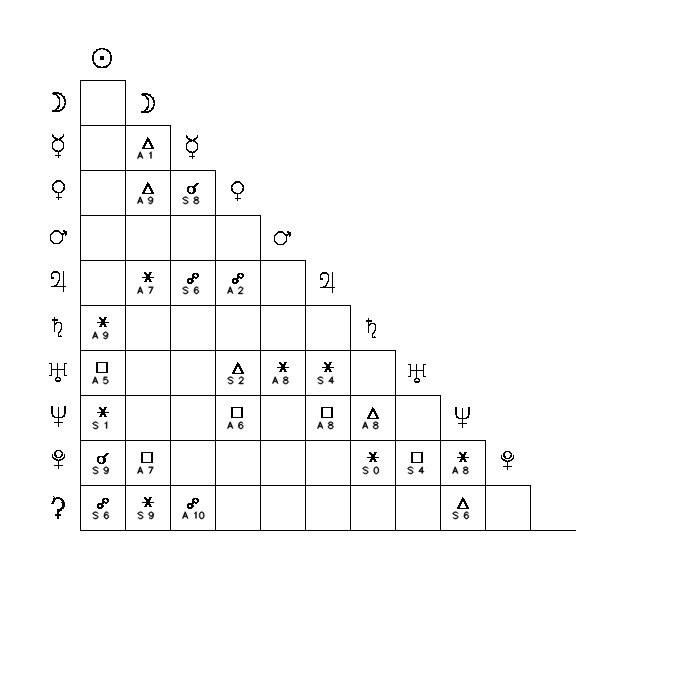 ☉
☽ ☽
☿ △ A 1 ☿
♀ △ A 9 ☌ S 8 ♀
♂ ♂
♃ ⚹ A 7 ☍ S 6 ☍ A 2 ♃
♄ ⚹ A 9 ♄
♅ □ A 5 △ S 2 ⚹ A 8 ⚹ S 4 ♅
♆ ⚹ S 1 □ A 6 □ A 8 △ A 8 ♆
♇ ☌ S 9 □ A 7 ⚹ S 0 □ S 4 ⚹ A 8 ♇
⚳ ☍ S 6 ⚹ S 9 ☍ A 10 △ S 6